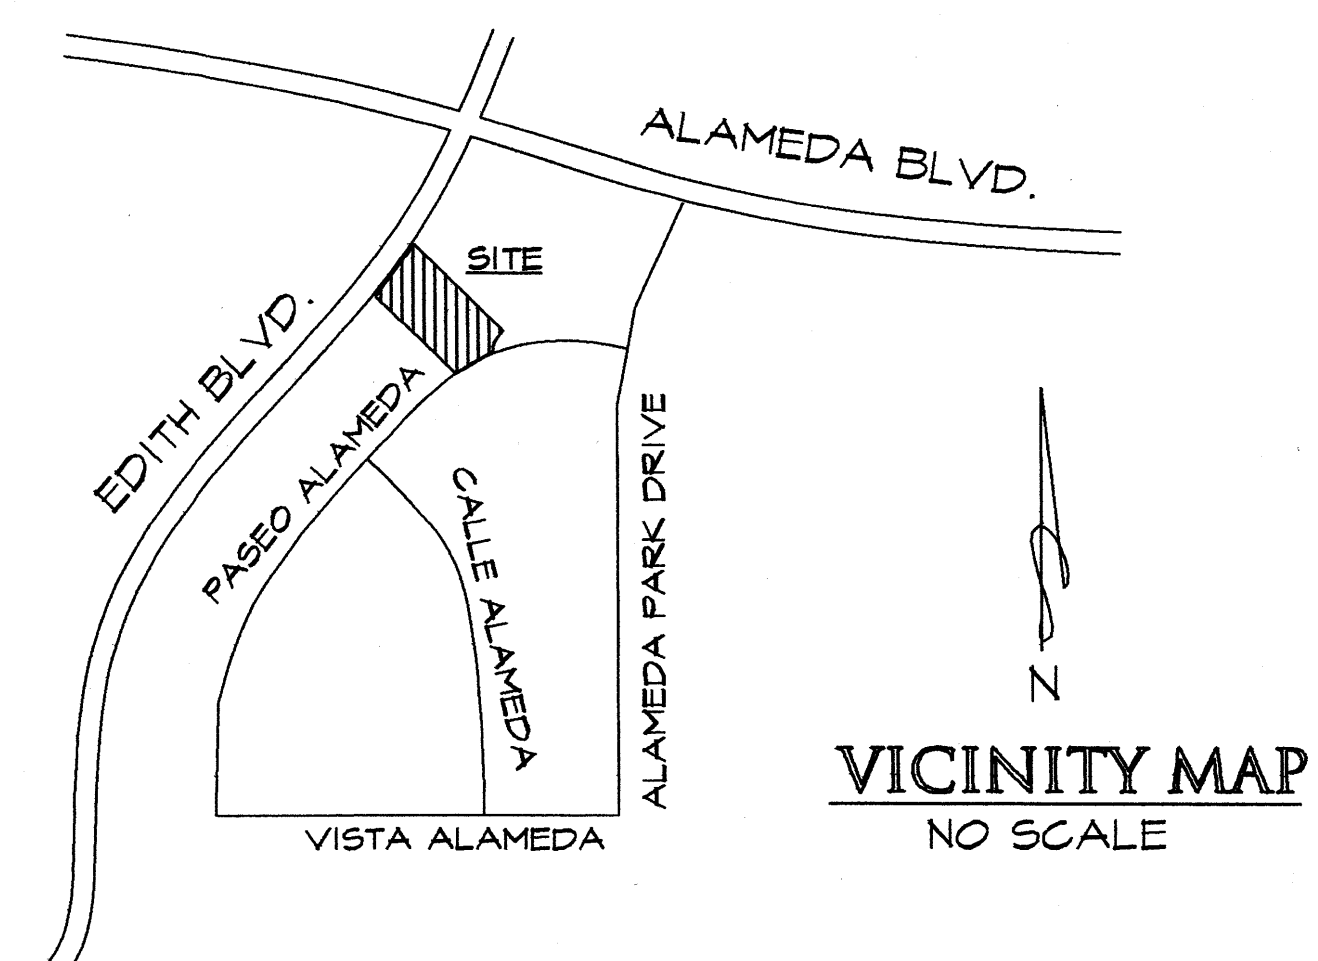 ALAMEDA BLVD.
SITE
EDITH BLVD.
PASEO ALAMEDA
CALLE ALAMEDA
ALAMEDA PARK DRIVE
VISTA ALAMEDA
N
VICINITY MAP
NO SCALE